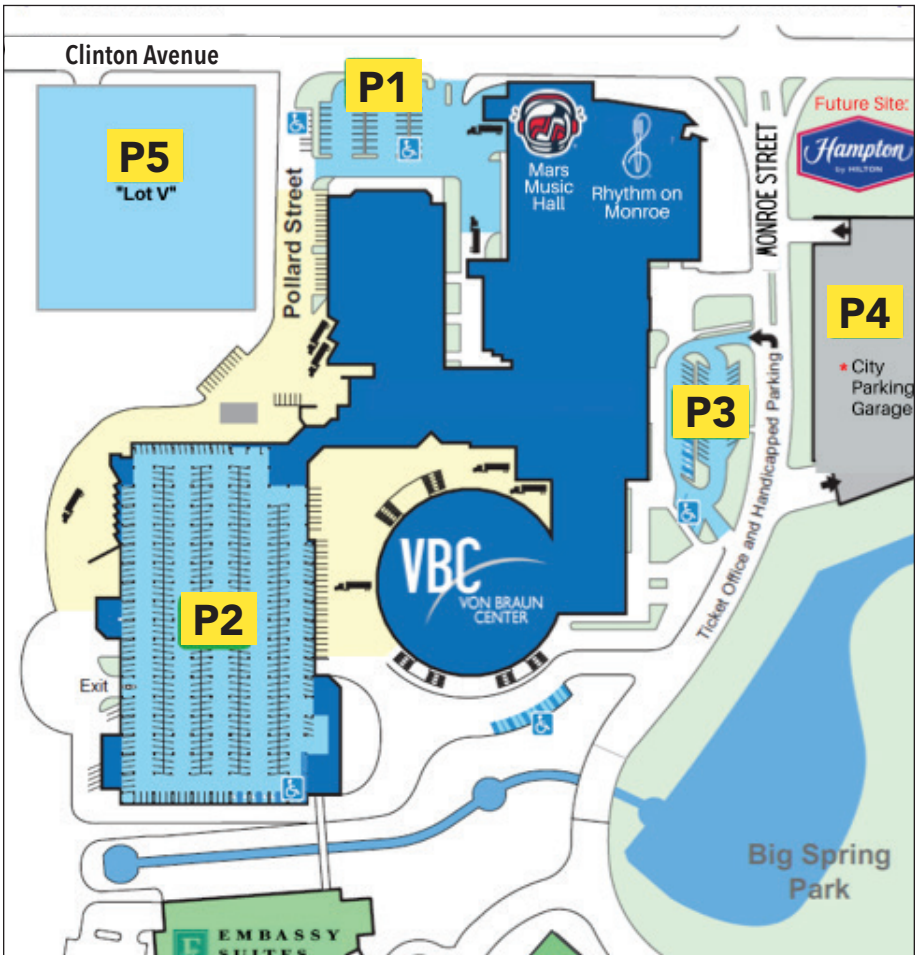 Clinton Avenue
P1
P5
"Lot V"
Pollard Street
Mars
Music
Hall
Rhythm on
Monroe
MONROE STREET
Future Site:
Hampton
by HILTON
P4
* City
Parking
Garage
P3
Ticket Office and Handicapped Parking
VBC
VON BRAUN
CENTER
P2
Exit
Big Spring
Park
E
EMBASSY
SUITES